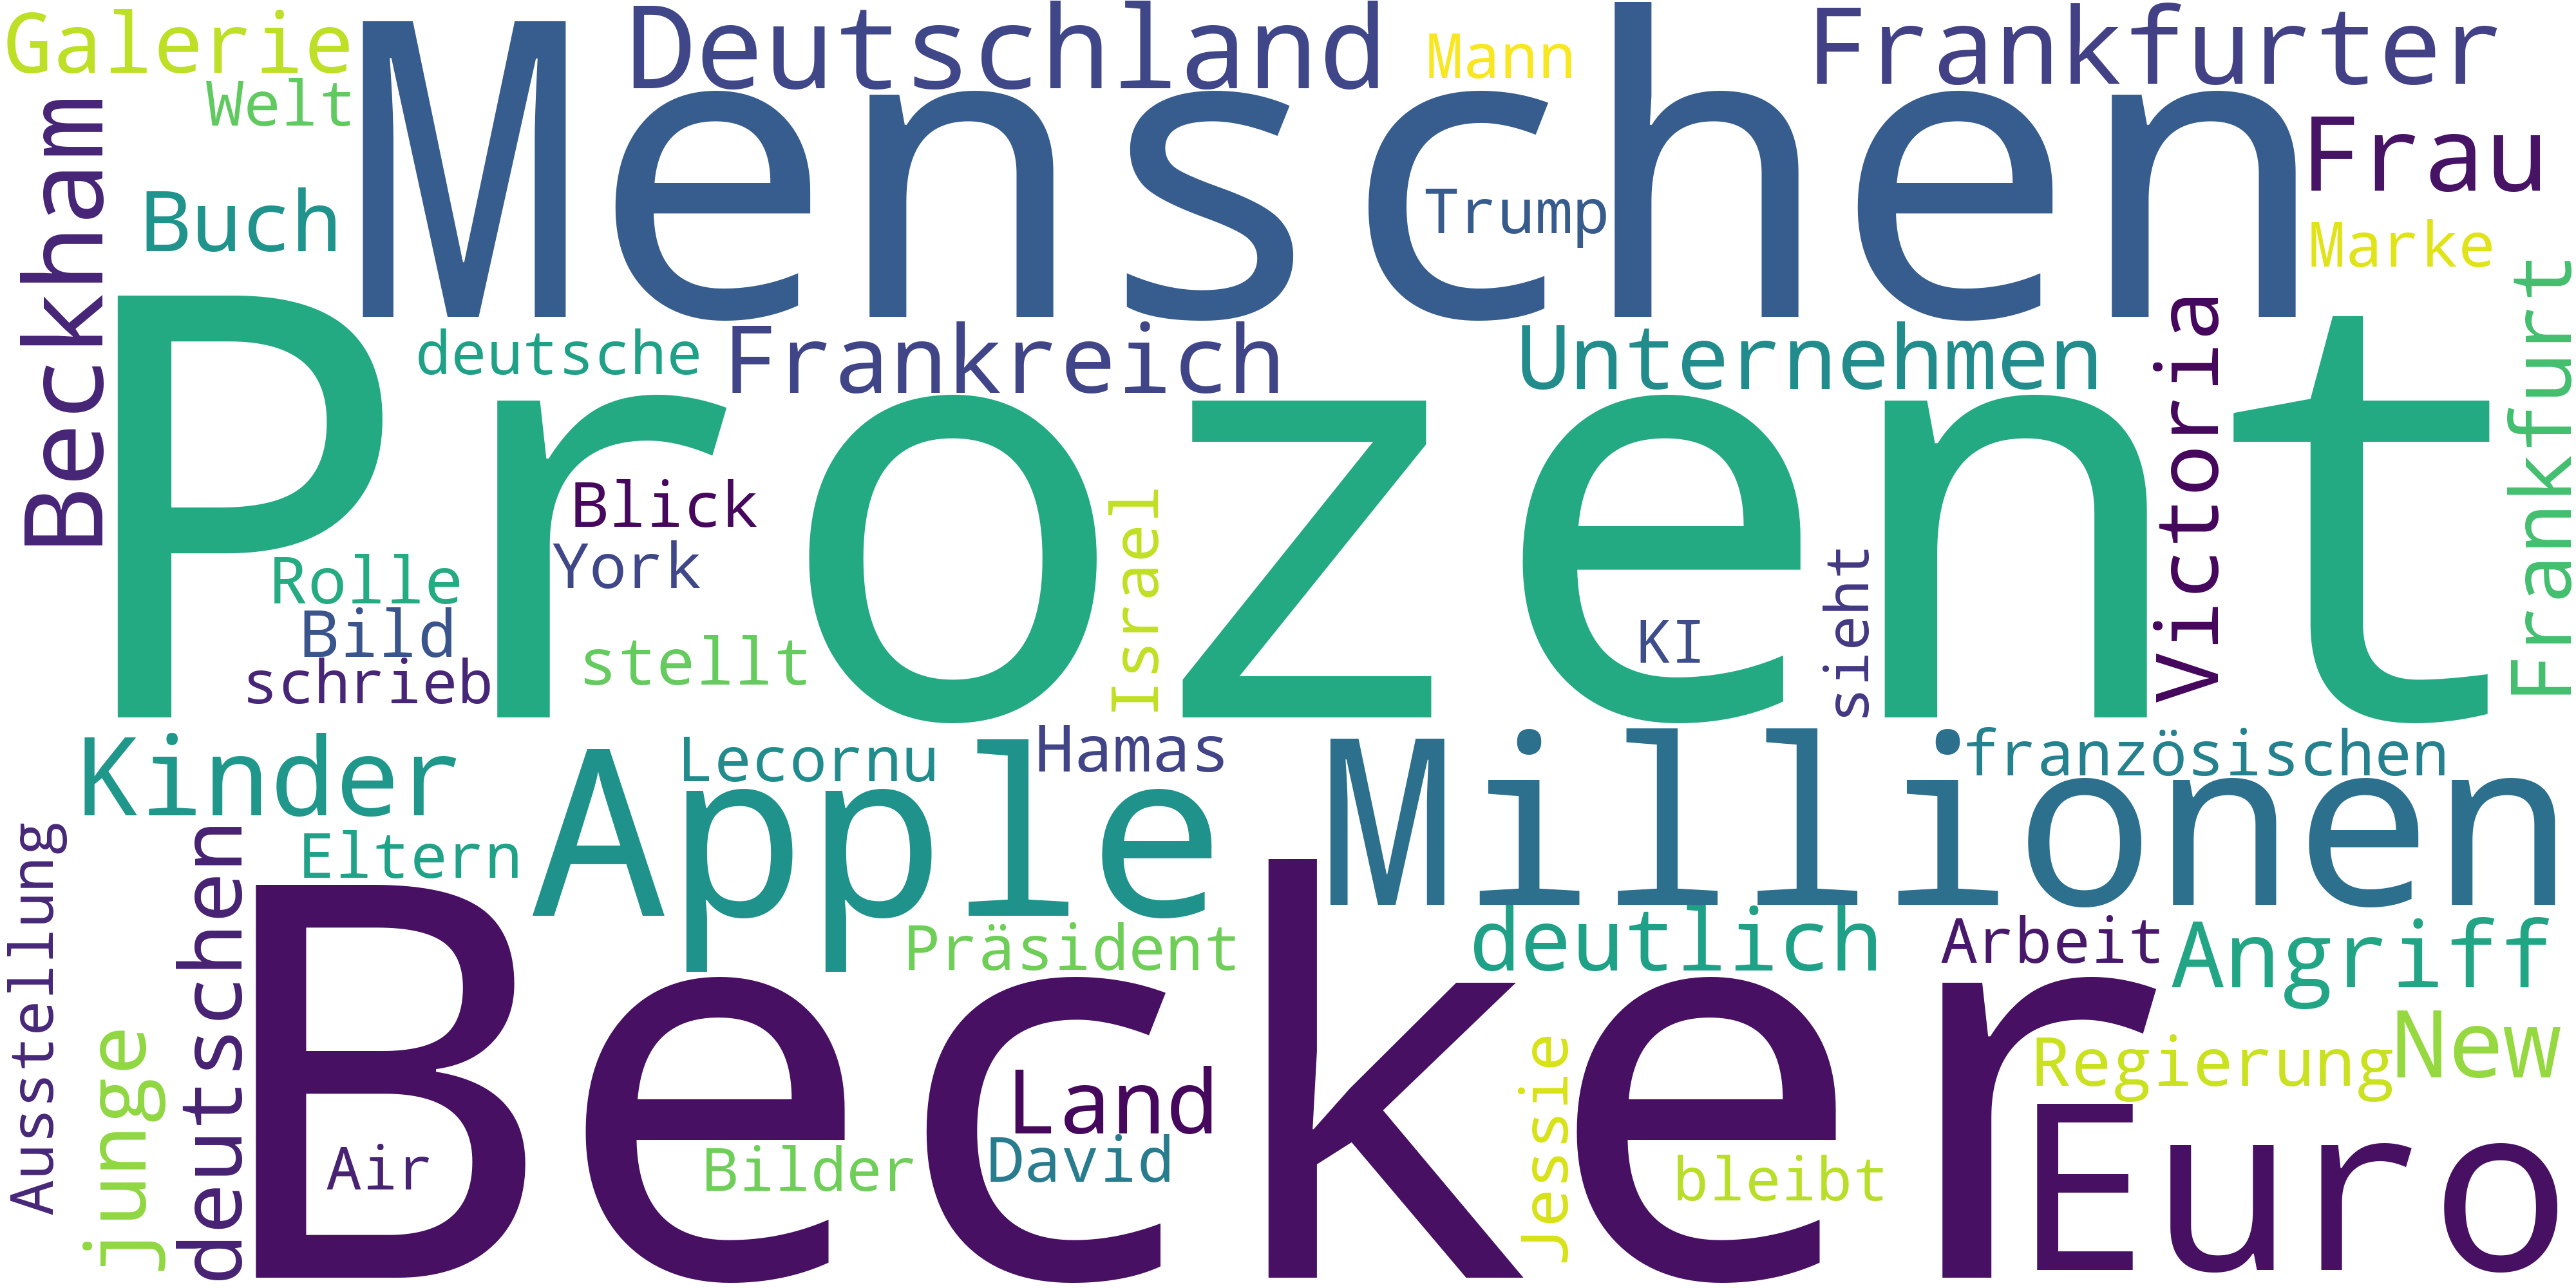 Galerie
Deutschland
Mann
Frankfurter
Welt
Menschen
Frau
Beckham
Buch
Trump
Marke
deutsche
Frankreich
Unternehmen
Victoria
Frankfurt
Prozent
Blick
York
Israel
Rolle
Bild
schrieb
stellt
KI
sieht
Kinder
Lecornu
Hamas
Millionen
französischen
Apple
Eltern
Ausstellung
deutschen
Präsident
deutlich
Arbeit
Angriff
junge
Becker
Land
Jessie
Regierung
New
Air
Bilder
David
bleibt
Euro